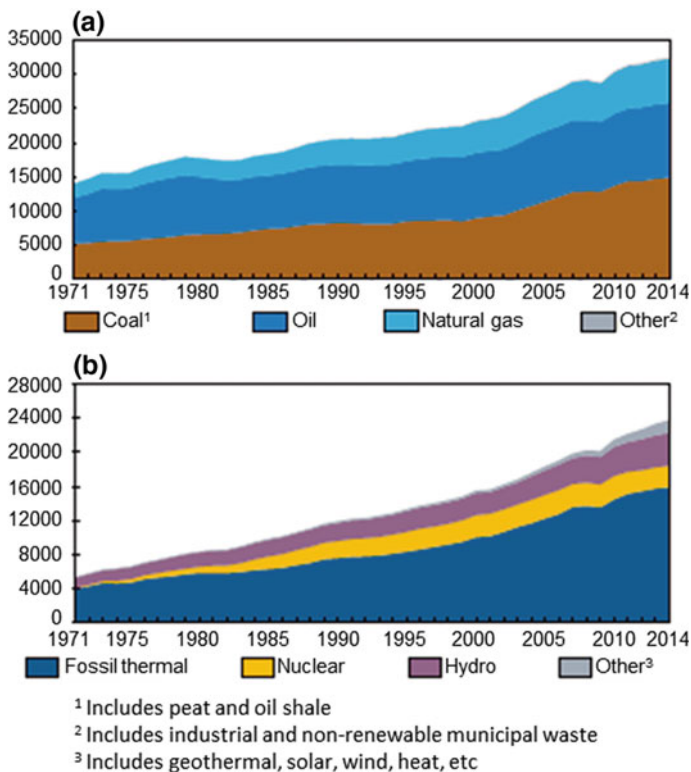 (a)
35000
30000
25000
20000
15000
10000
5000
0
1971 1975 1980 1985 1990 1995 2000 2005 2010 2014
Coal¹ Oil Natural gas Other²
(b)
28000
24000
20000
16000
12000
8000
4000
0
1971 1975 1980 1985 1990 1995 2000 2005 2010 2014
Fossil thermal Nuclear Hydro Other³
¹ Includes peat and oil shale
² Includes industrial and non-renewable municipal waste
³ Includes geothermal, solar, wind, heat, etc